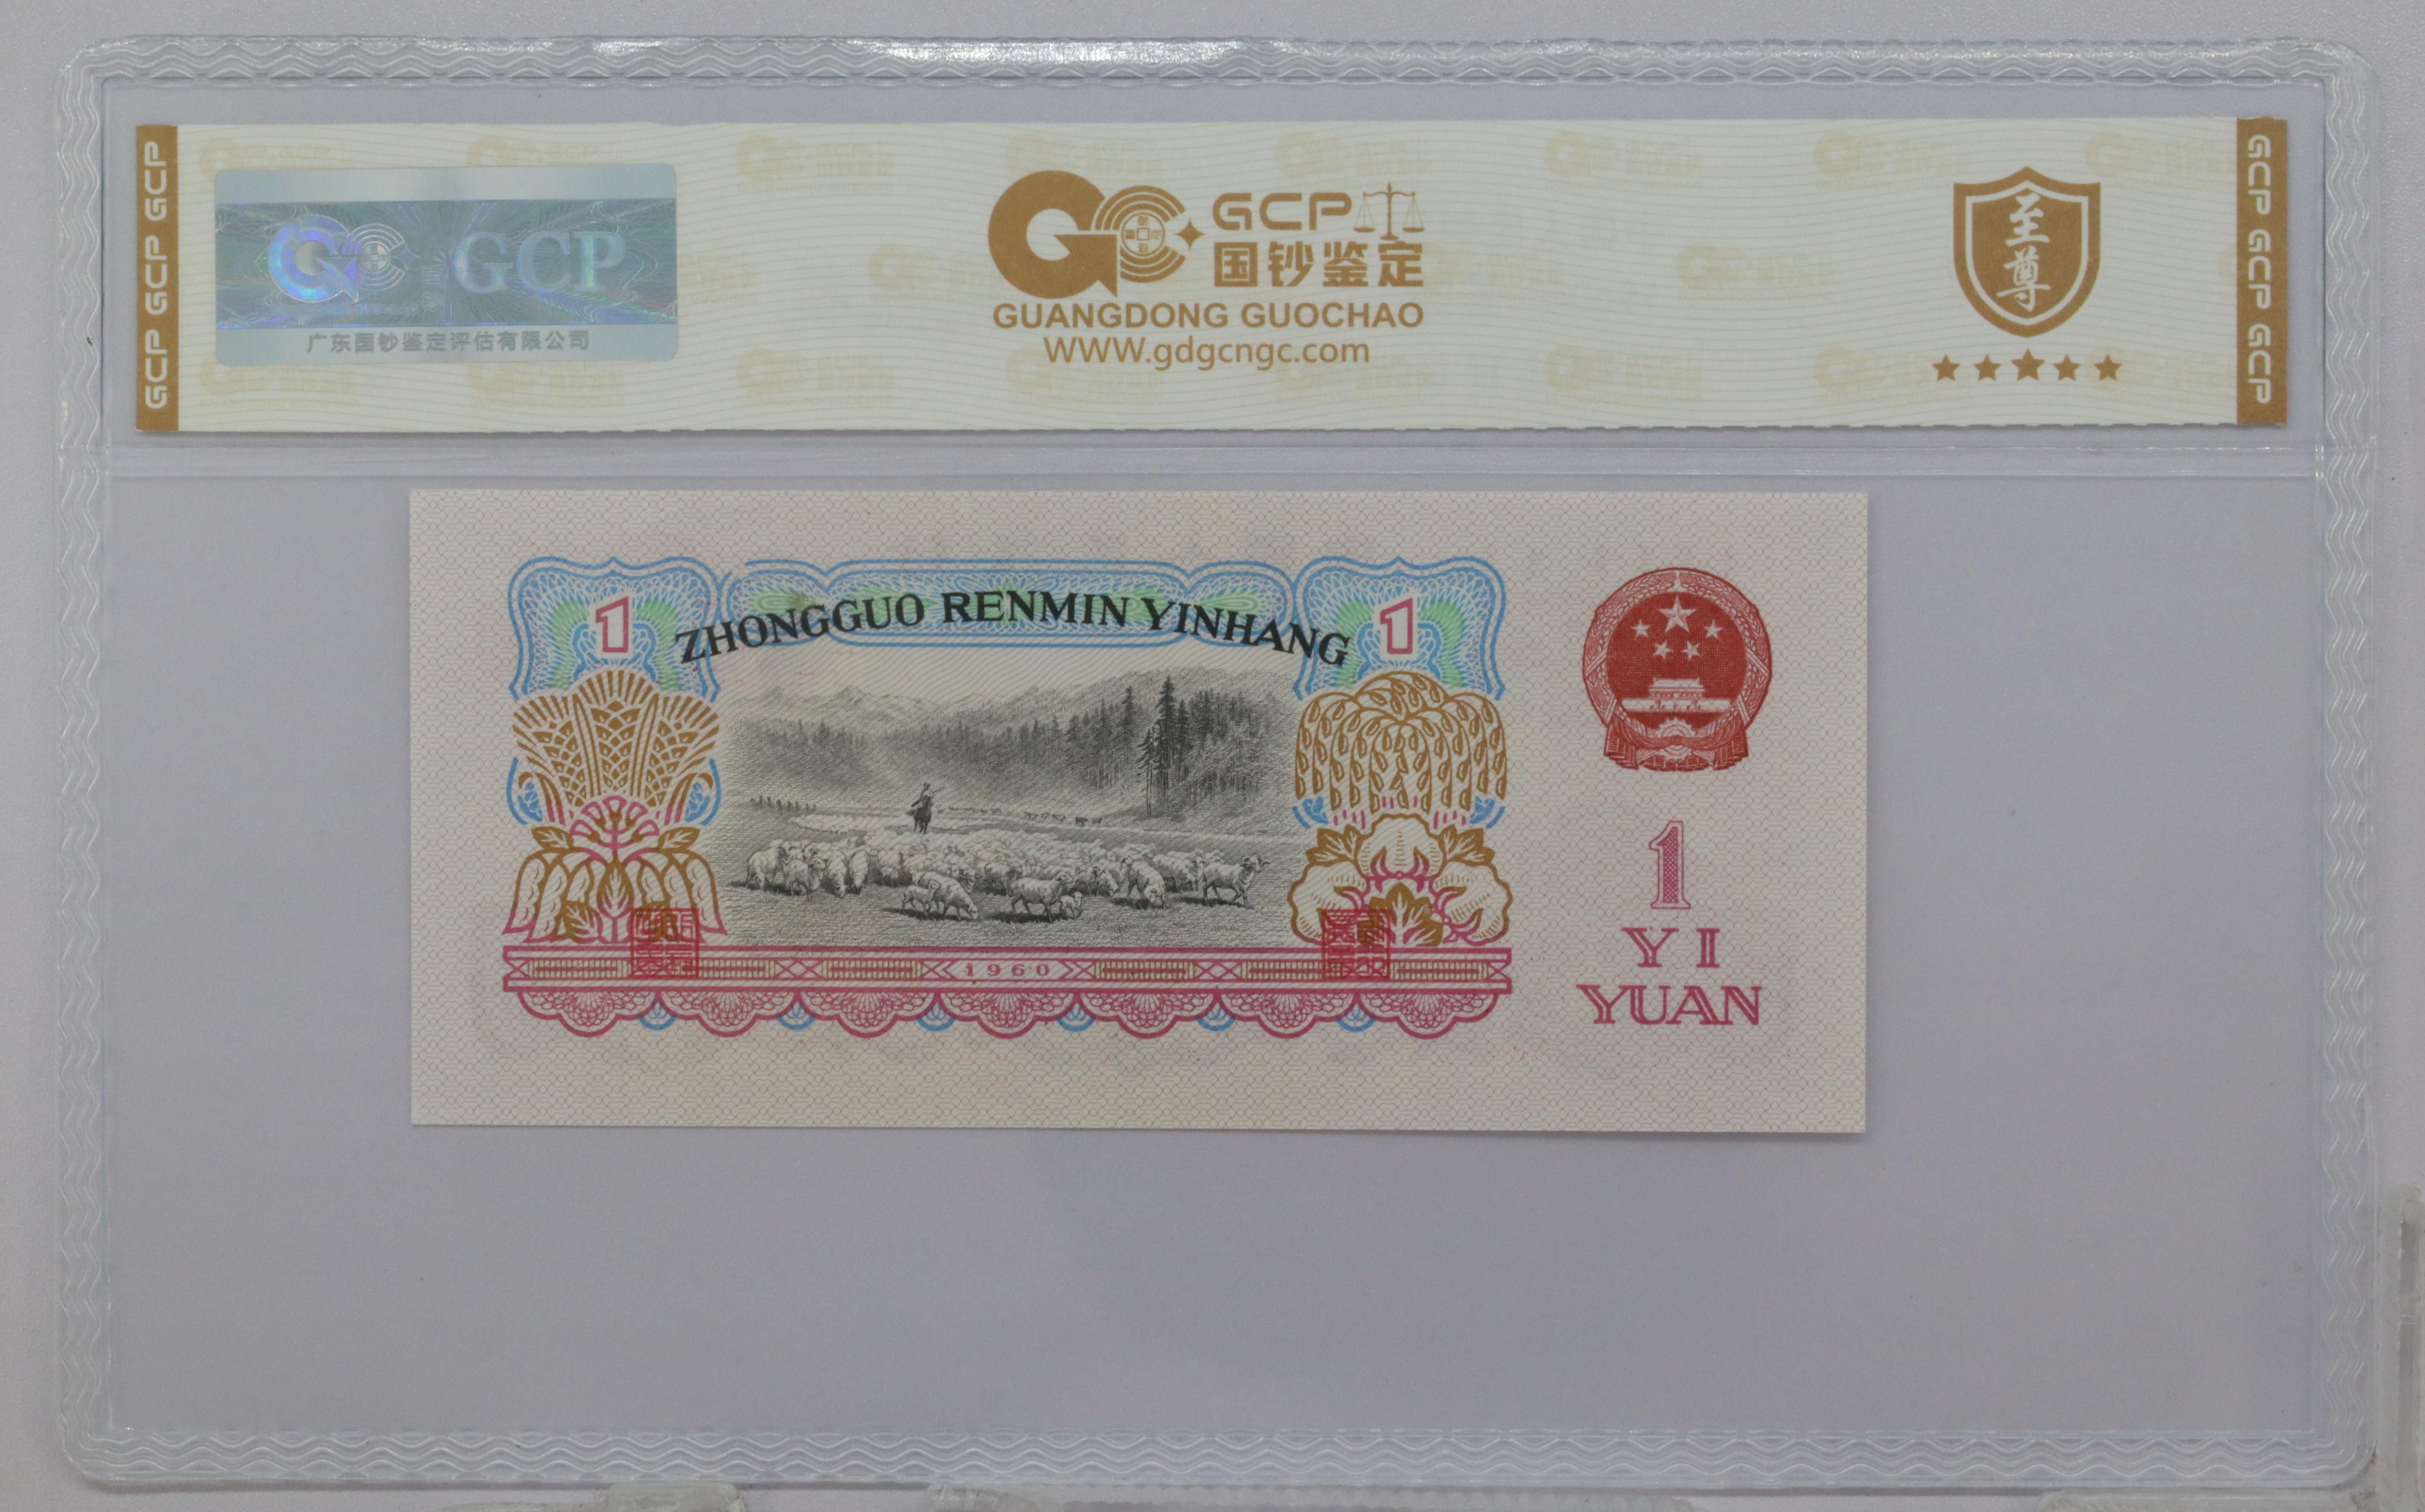 GCP GCP GCP
GCP
广东国钞鉴定评估有限公司
GCP
国钞鉴定
GUANGDONG GUOCHAO
WWW.gdgcngc.com
至尊
GCP GCP GCP
1
ZHONGGUO RENMIN YINHANG
1
1960
1
YI
YUAN